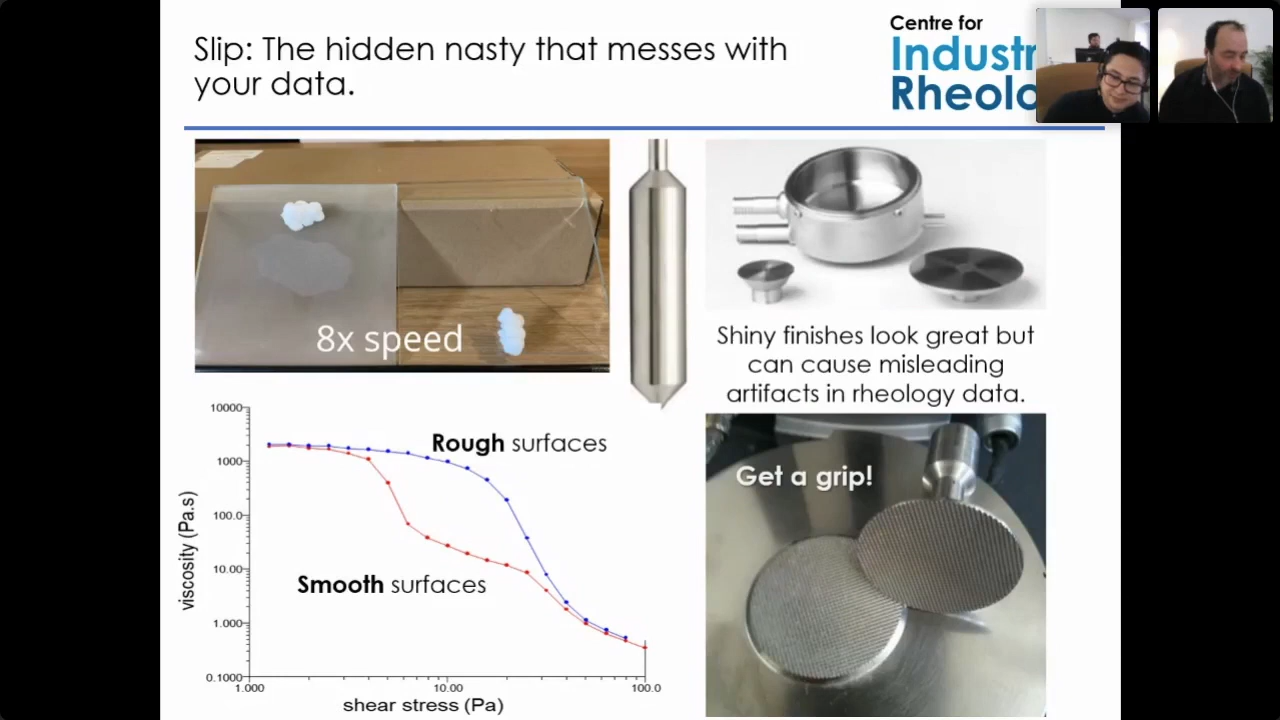 Slip: The hidden nasty that messes with
your data.
Centre for
Industr
Rheolo
8x speed
Shiny finishes look great but
can cause misleading
artifacts in rheology data.
Get a grip!
Rough surfaces
Smooth surfaces
viscosity (Pa.s)
10000
1000
100.0
10.00
1.000
0.1000
1.000
10.00
100.0
shear stress (Pa)